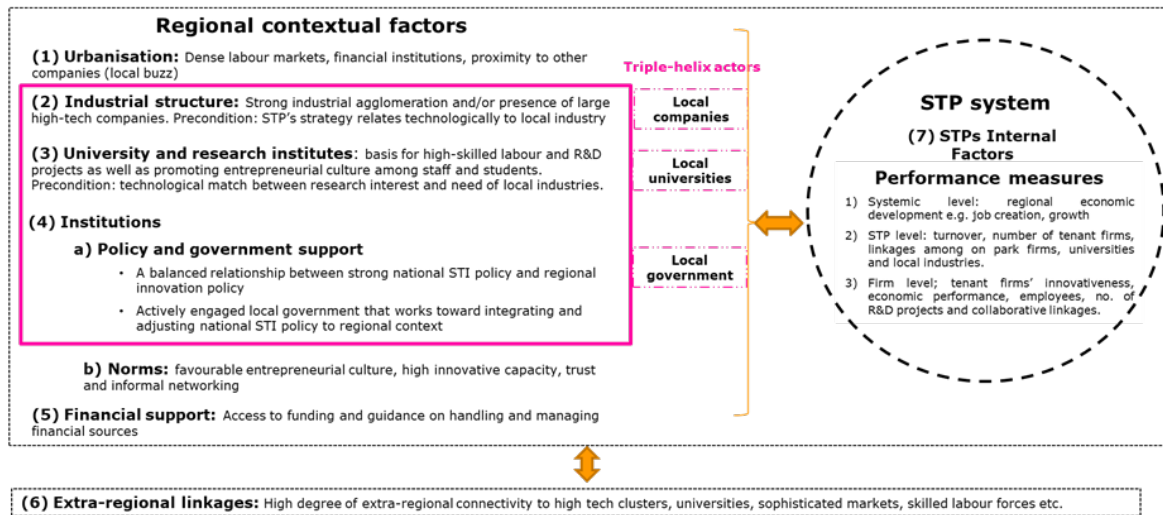 Regional contextual factors
(1) Urbanisation: Dense labour markets, financial institutions, proximity to other
companies (local buzz)
(2) Industrial structure: Strong industrial agglomeration and/or presence of large
high-tech companies. Precondition: STP's strategy relates technologically to local industry
(3) University and research institutes: basis for high-skilled labour and R&D
projects as well as promoting entrepreneurial culture among staff and students.
Precondition: technological match between research interest and need of local industries.
(4) Institutions
a) Policy and government support
• A balanced relationship between strong national STI policy and regional
innovation policy
• Actively engaged local government that works toward integrating and
adjusting national STI policy to regional context
b) Norms: favourable entrepreneurial culture, high innovative capacity, trust
and informal networking
(5) Financial support: Access to funding and guidance on handling and managing
financial sources
Triple-helix actors
Local
companies
Local
universities
Local
government
STP system
(7) STPs Internal
Factors
Performance measures
1) Systemic level: regional economic
development e.g. job creation, growth
2) STP level: turnover, number of tenant firms,
linkages among on park firms, universities
and local industries.
3) Firm level; tenant firms' innovativeness,
economic performance, employees, no. of
R&D projects and collaborative linkages.
(6) Extra-regional linkages: High degree of extra-regional connectivity to high tech clusters, universities, sophisticated markets, skilled labour forces etc.